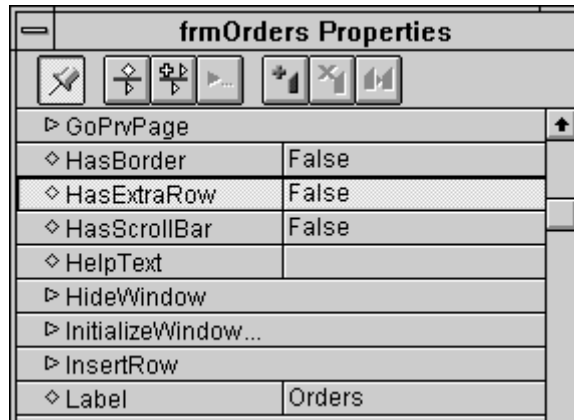 frmOrders Properties
GoPrvPage
HasBorder False
HasExtraRow False
HasScrollBar False
HelpText
HideWindow
InitializeWindow...
InsertRow
Label Orders